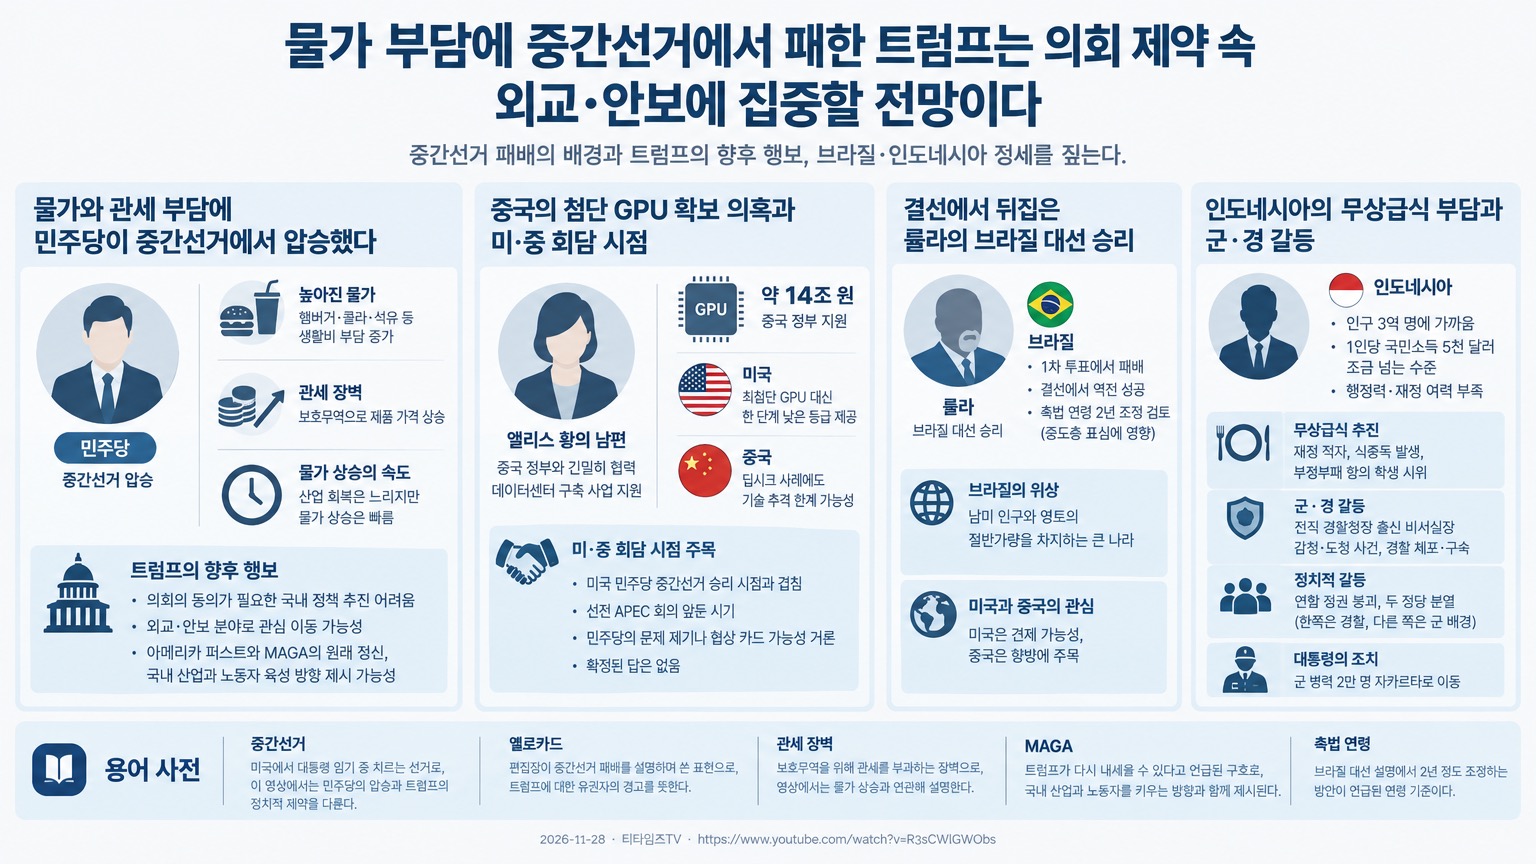 물가 부담에 중간선거에서 패한 트럼프는 의회 제약 속
외교·안보에 집중할 전망이다
중간선거 패배의 배경과 트럼프의 향후 행보, 브라질·인도네시아 정세를 짚는다.
물가와 관세 부담에
민주당이 중간선거에서 압승했다
민주당
중간선거 압승
높아진 물가
햄버거·콜라·석유 등
생활비 부담 증가
관세 장벽
보호무역으로 제품 가격 상승
물가 상승의 속도
산업 회복은 느리지만
물가 상승은 빠름
트럼프의 향후 행보
• 의회의 동의가 필요한 국내 정책 추진 어려움
• 외교·안보 분야로 관심 이동 가능성
• 아메리카 퍼스트와 MAGA의 원래 정신,
국내 산업과 노동자 육성 방향 제시 가능성
중국의 첨단 GPU 확보 의혹과
미·중 회담 시점
앨리스 황의 남편
중국 정부와 긴밀히 협력
데이터센터 구축 사업 지원
GPU
약 14조 원
중국 정부 지원
미국
최첨단 GPU 대신
한 단계 낮은 등급 제공
중국
딥시크 사례에도
기술 추격 한계 가능성
미·중 회담 시점 주목
• 미국 민주당 중간선거 승리 시점과 겹침
• 선전 APEC 회의 앞둔 시기
• 민주당의 문제 제기나 협상 카드 가능성 거론
• 확정된 답은 없음
결선에서 뒤집은
룰라의 브라질 대선 승리
룰라
브라질 대선 승리
브라질
• 1차 투표에서 패배
• 결선에서 역전 성공
• 촉법 연령 2년 조정 검토
(중도층 표심에 영향)
브라질의 위상
남미 인구와 영토의
절반가량을 차지하는 큰 나라
미국과 중국의 관심
미국은 견제 가능성,
중국은 향방에 주목
인도네시아의 무상급식 부담과
군·경 갈등
인도네시아
• 인구 3억 명에 가까움
• 1인당 국민소득 5천 달러
조금 넘는 수준
• 행정력·재정 여력 부족
무상급식 추진
재정 적자, 식중독 발생,
부정부패 항의 학생 시위
군·경 갈등
전직 경찰청장 출신 비서실장
감청·도청 사건, 경찰 체포·구속
정치적 갈등
연합 정권 붕괴, 두 정당 분열
(한쪽은 경찰, 다른 쪽은 군 배경)
대통령의 조치
군 병력 2만 명 자카르타로 이동
용어 사전
중간선거
미국에서 대통령 임기 중 치르는 선거로,
이 영상에서는 민주당의 압승과 트럼프의
정치적 제약을 다룬다.
옐로카드
편집장이 중간선거 패배를 설명하며 쓴 표현으로,
트럼프에 대한 유권자의 경고를 뜻한다.
관세 장벽
보호무역을 위해 관세를 부과하는 장벽으로,
영상에서는 물가 상승과 연관해 설명한다.
MAGA
트럼프가 다시 내세울 수 있다고 언급된 구호로,
국내 산업과 노동자를 키우는 방향과 함께 제시된다.
촉법 연령
브라질 대선 설명에서 2년 정도 조정하는
방안이 언급된 연령 기준이다.
2026-11-28 · 티타임즈TV · https://www.youtube.com/watch?v=R3sCWlGWObs